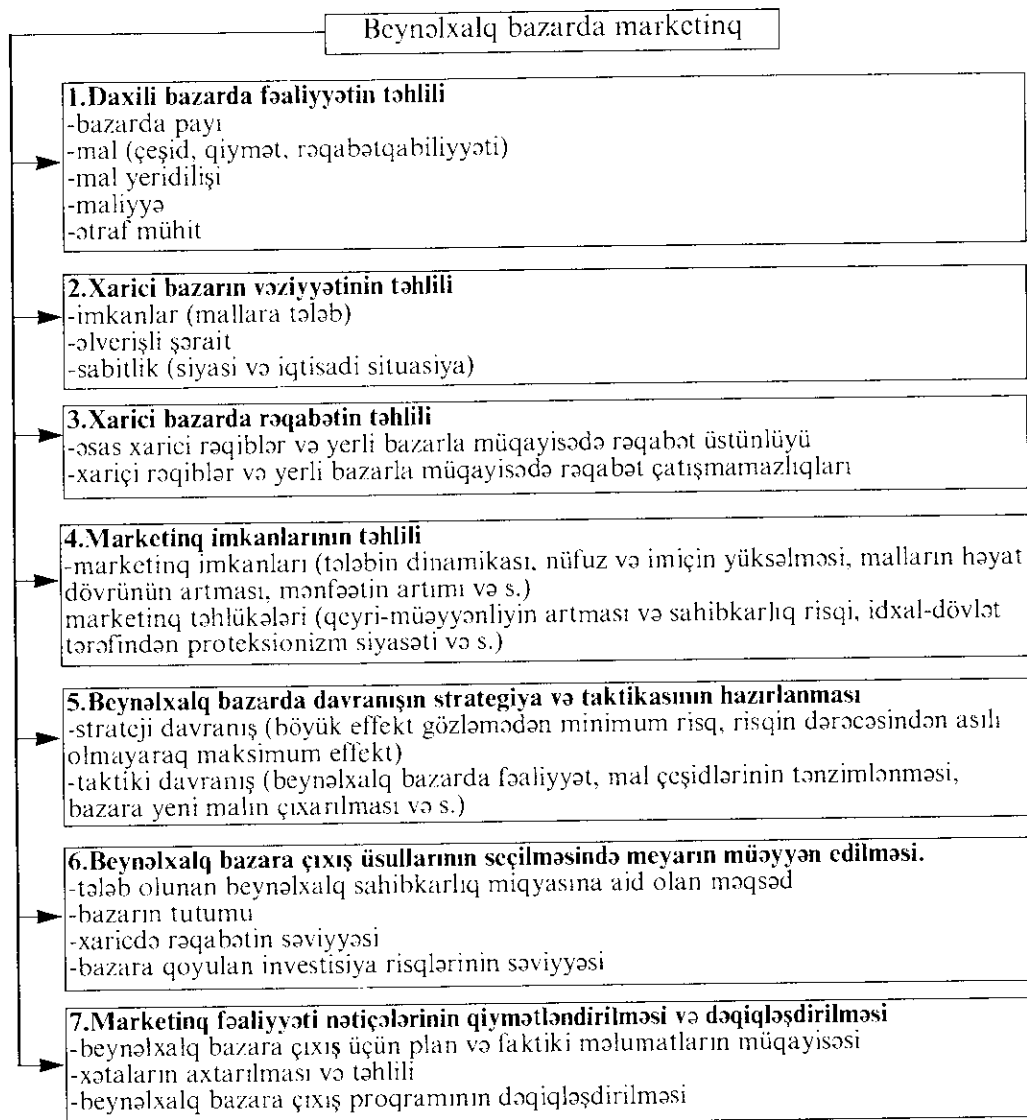 Beynəlxalq bazarda marketinq
1.Daxili bazarda fəaliyyətin təhlili
-bazarda payı
-mal (çeşid, qiymət, rəqabətqabiliyyəti)
-mal yeridilişi
-maliyyə
-ətraf mühit
2.Xarici bazarın vəziyyətinin təhlili
-imkanlar (mallara tələb)
-əlverişli şərait
-sabitlik (siyasi və iqtisadi situasiya)
3.Xarici bazarda rəqabətin təhlili
-əsas xarici rəqiblər və yerli bazarla müqayisədə rəqabət üstünlüyü
-xariçi rəqiblər və yerli bazarla müqayisədə rəqabət çatışmamazlıqları
4.Marketinq imkanlarının təhlili
-marketinq imkanları (tələbin dinamikası, nüfuz və imiçin yüksəlməsi, malların həyat
dövrünün artması, mənfəətin artımı və s.)
marketinq təhlükələri (qeyri-müəyyənliyin artması və sahibkarlıq risqi, idxal-dövlət
tərəfindən proteksionizm siyasəti və s.)
5.Beynəlxalq bazarda davranışın strategiya və taktikasının hazırlanması
-strateji davranış (böyük effekt gözləmədən minimum risq, risqin dərəcəsindən asılı
olmayaraq maksimum effekt)
-taktiki davranış (beynəlxalq bazarda fəaliyyət, mal çeşidlərinin tənzimlənməsi,
bazara yeni malın çıxarılması və s.)
6.Beynəlxalq bazara çıxış üsullarının seçilməsində meyarın müəyyən edilməsi.
-tələb olunan beynəlxalq sahibkarlıq miqyasına aid olan məqsəd
-bazarın tutumu
-xaricdə rəqabətin səviyyəsi
-bazara qoyulan investisiya risqlərinin səviyyəsi
7.Marketinq fəaliyyəti nətiçələrinin qiymətləndirilməsi və dəqiqləşdirilməsi
-beynəlxalq bazara çıxış üçün plan və faktiki məlumatların müqayisəsi
-xətaların axtarılması və təhlili
-beynəlxalq bazara çıxış proqramının dəqiqləşdirilməsi